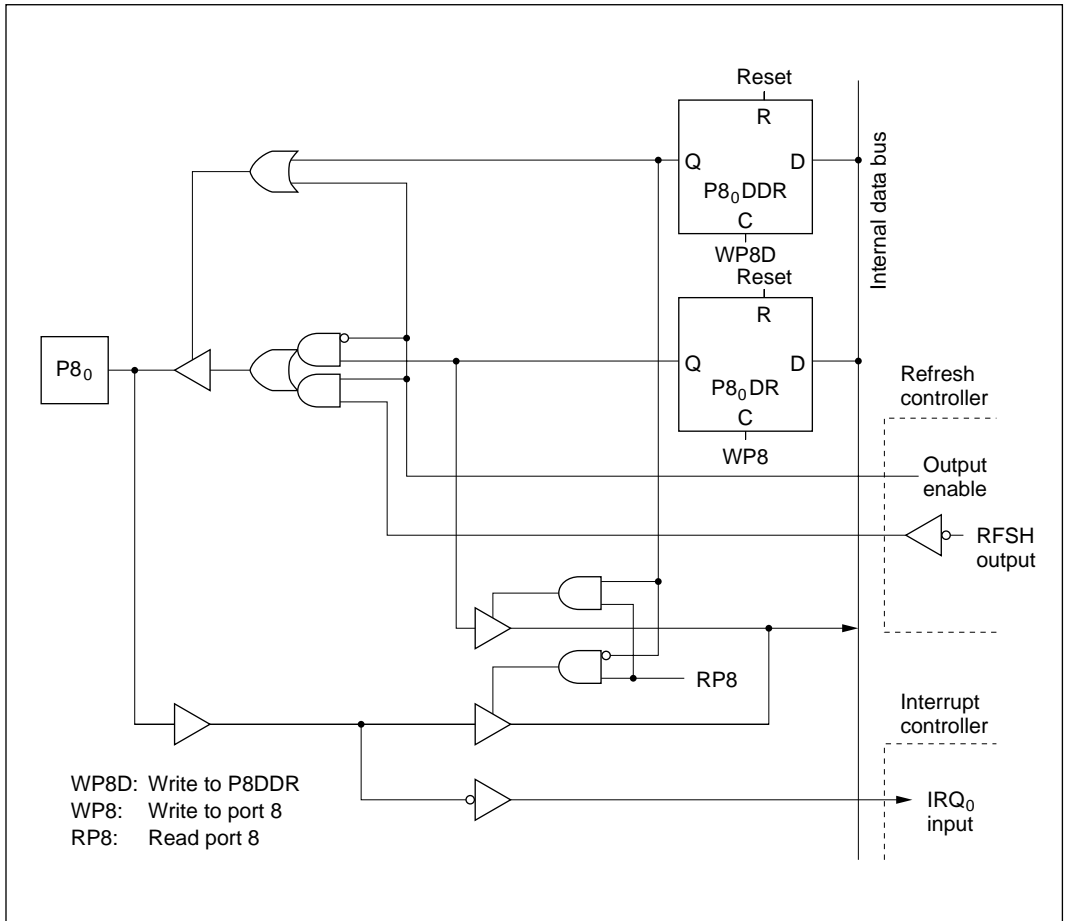 Reset
R
Q
D
P8₀DDR
C
WP8D
Internal data bus
Reset
R
Q
D
P8₀DR
C
WP8
P8₀
Refresh
controller
Output
enable
RFSH
output
RP8
Interrupt
controller
IRQ₀
input
WP8D: Write to P8DDR
WP8: Write to port 8
RP8: Read port 8